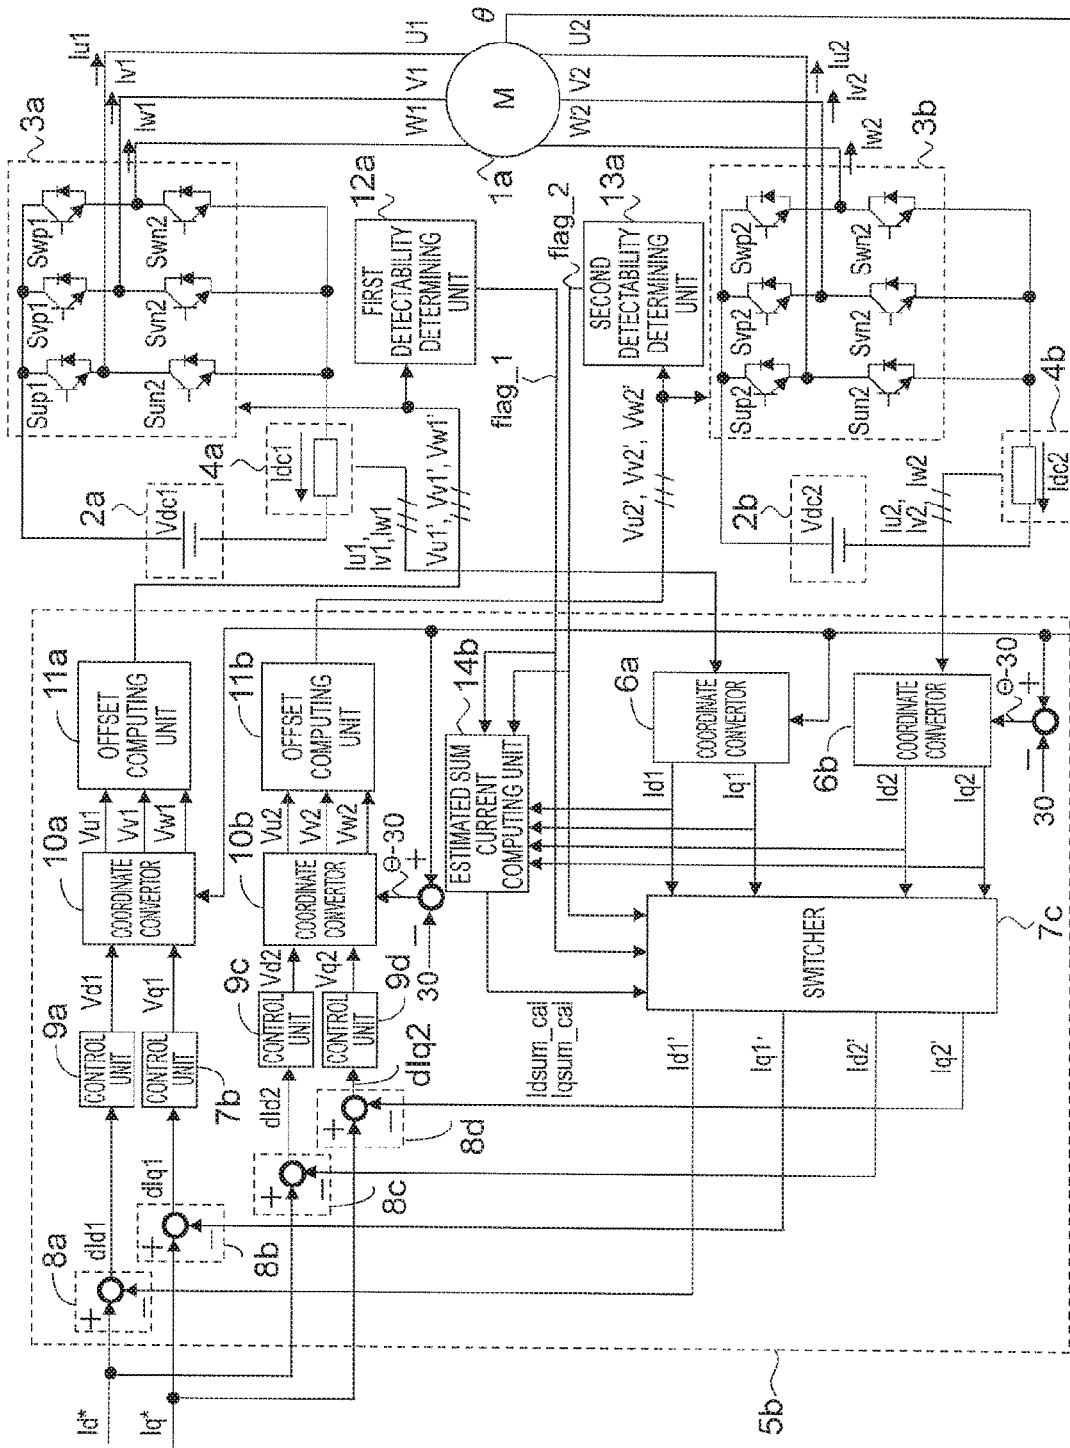 Id*
Iq*
8a
+
−
dId1
8b
+
−
dIq1
8c
+
−
dId2
8d
+
−
dIq2
5b
9a
CONTROL
UNIT
Vd1
CONTROL
UNIT
7b
Vq1
9c
CONTROL
UNIT
Vd2
CONTROL
UNIT
9d
Vq2
10a
COORDINATE
CONVERTOR
Vu1
Vv1
Vw1
10b
COORDINATE
CONVERTOR
Vu2
Vv2
Vw2
Θ-30
+
−
30
11a
OFFSET
COMPUTING
UNIT
11b
OFFSET
COMPUTING
UNIT
14b
ESTIMATED SUM
CURRENT
COMPUTING UNIT
Idsum_cal
Iqsum_cal
Id1'
Iq1'
Id2'
Iq2'
SWITCHER
7c
Id1
Iq1
Id2
Iq2
6a
COORDINATE
CONVERTOR
6b
COORDINATE
CONVERTOR
Θ-30
+
−
30
2a
Vdc1
4a
Idc1
Iu1,
Iv1,Iw1
Vu1', Vv1', Vw1'
flag_1
Vu2', Vv2', Vw2'
2b
Vdc2
Iu2,
Iv2,
Iw2
Idc2
4b
3a
Sup1
Svp1
Swp1
Sun2
Svn2
Swn2
12a
FIRST
DETECTABILITY
DETERMINING
UNIT
flag_2
13a
SECOND
DETECTABILITY
DETERMINING
UNIT
Sup2
Svp2
Swp2
Sun2
Svn2
Swn2
3b
Iu1
Iv1
Iw1
U1
V1
W1
M
1a
θ
U2
V2
W2
Iu2
Iv2
Iw2